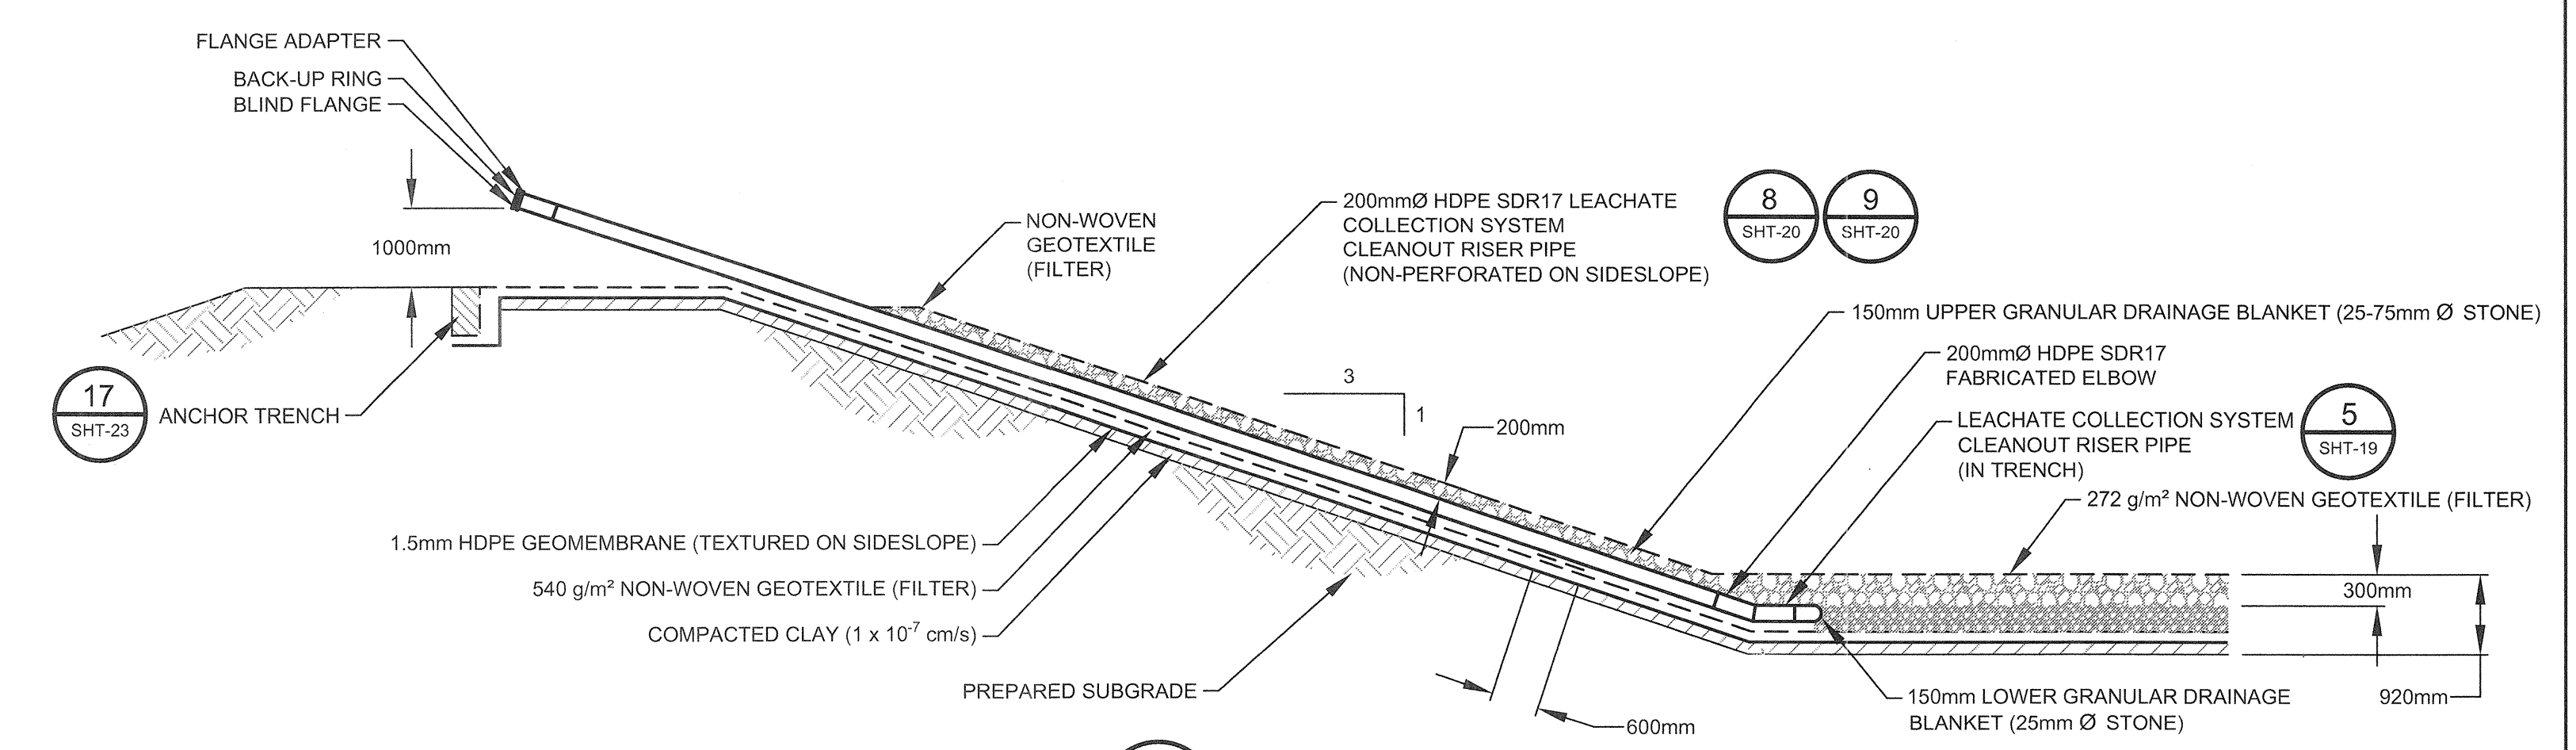 FLANGE ADAPTER
BACK-UP RING
BLIND FLANGE
1000mm
NON-WOVEN
GEOTEXTILE
(FILTER)
200mmØ HDPE SDR17 LEACHATE
COLLECTION SYSTEM
CLEANOUT RISER PIPE
(NON-PERFORATED ON SIDESLOPE)
8
SHT-20
9
SHT-20
150mm UPPER GRANULAR DRAINAGE BLANKET (25-75mm Ø STONE)
200mmØ HDPE SDR17
FABRICATED ELBOW
3
1
17
SHT-23
ANCHOR TRENCH
200mm
LEACHATE COLLECTION SYSTEM
CLEANOUT RISER PIPE
(IN TRENCH)
5
SHT-19
272 g/m² NON-WOVEN GEOTEXTILE (FILTER)
1.5mm HDPE GEOMEMBRANE (TEXTURED ON SIDESLOPE)
540 g/m² NON-WOVEN GEOTEXTILE (FILTER)
COMPACTED CLAY (1 x 10⁻⁷ cm/s)
PREPARED SUBGRADE
300mm
920mm
600mm
150mm LOWER GRANULAR DRAINAGE
BLANKET (25mm Ø STONE)